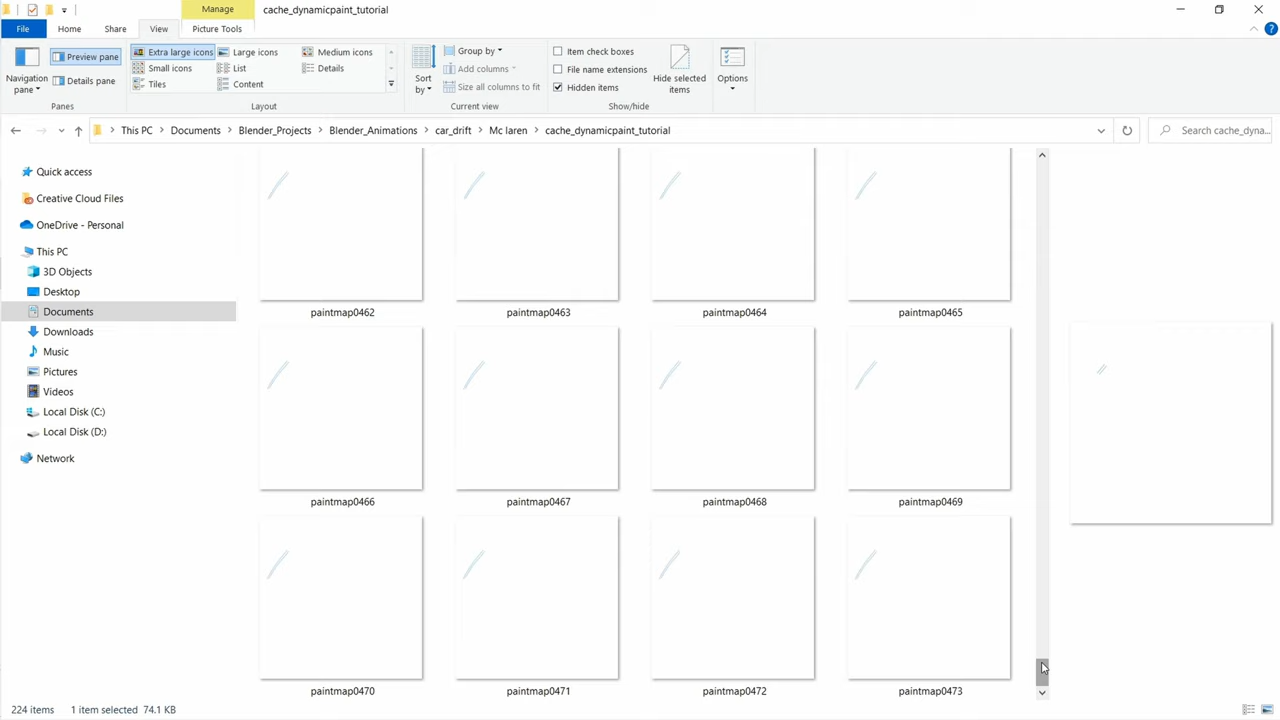 Manage
cache_dynamicpaint_tutorial
File
Home
Share
View
Picture Tools
Navigation pane
Preview pane
Details pane
Panes
Extra large icons
Large icons
Medium icons
Small icons
List
Details
Tiles
Content
Layout
Sort by
Group by
Add columns
Size all columns to fit
Current view
Item check boxes
File name extensions
Hidden items
Hide selected items
Show/hide
Options
This PC
Documents
Blender_Projects
Blender_Animations
car_drift
Mc laren
cache_dynamicpaint_tutorial
Search cache_dyna...
Quick access
Creative Cloud Files
OneDrive - Personal
This PC
3D Objects
Desktop
Documents
Downloads
Music
Pictures
Videos
Local Disk (C:)
Local Disk (D:)
Network
paintmap0462
paintmap0463
paintmap0464
paintmap0465
paintmap0466
paintmap0467
paintmap0468
paintmap0469
paintmap0470
paintmap0471
paintmap0472
paintmap0473
224 items
1 item selected 74.1 KB